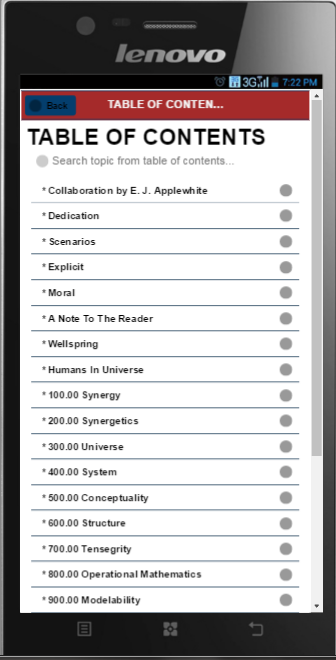 lenovo
3G 7:22 PM
Back TABLE OF CONTEN...
TABLE OF CONTENTS
Search topic from table of contents...
* Collaboration by E. J. Applewhite
* Dedication
* Scenarios
* Explicit
* Moral
* A Note To The Reader
* Wellspring
* Humans In Universe
* 100.00 Synergy
* 200.00 Synergetics
* 300.00 Universe
* 400.00 System
* 500.00 Conceptuality
* 600.00 Structure
* 700.00 Tensegrity
* 800.00 Operational Mathematics
* 900.00 Modelability